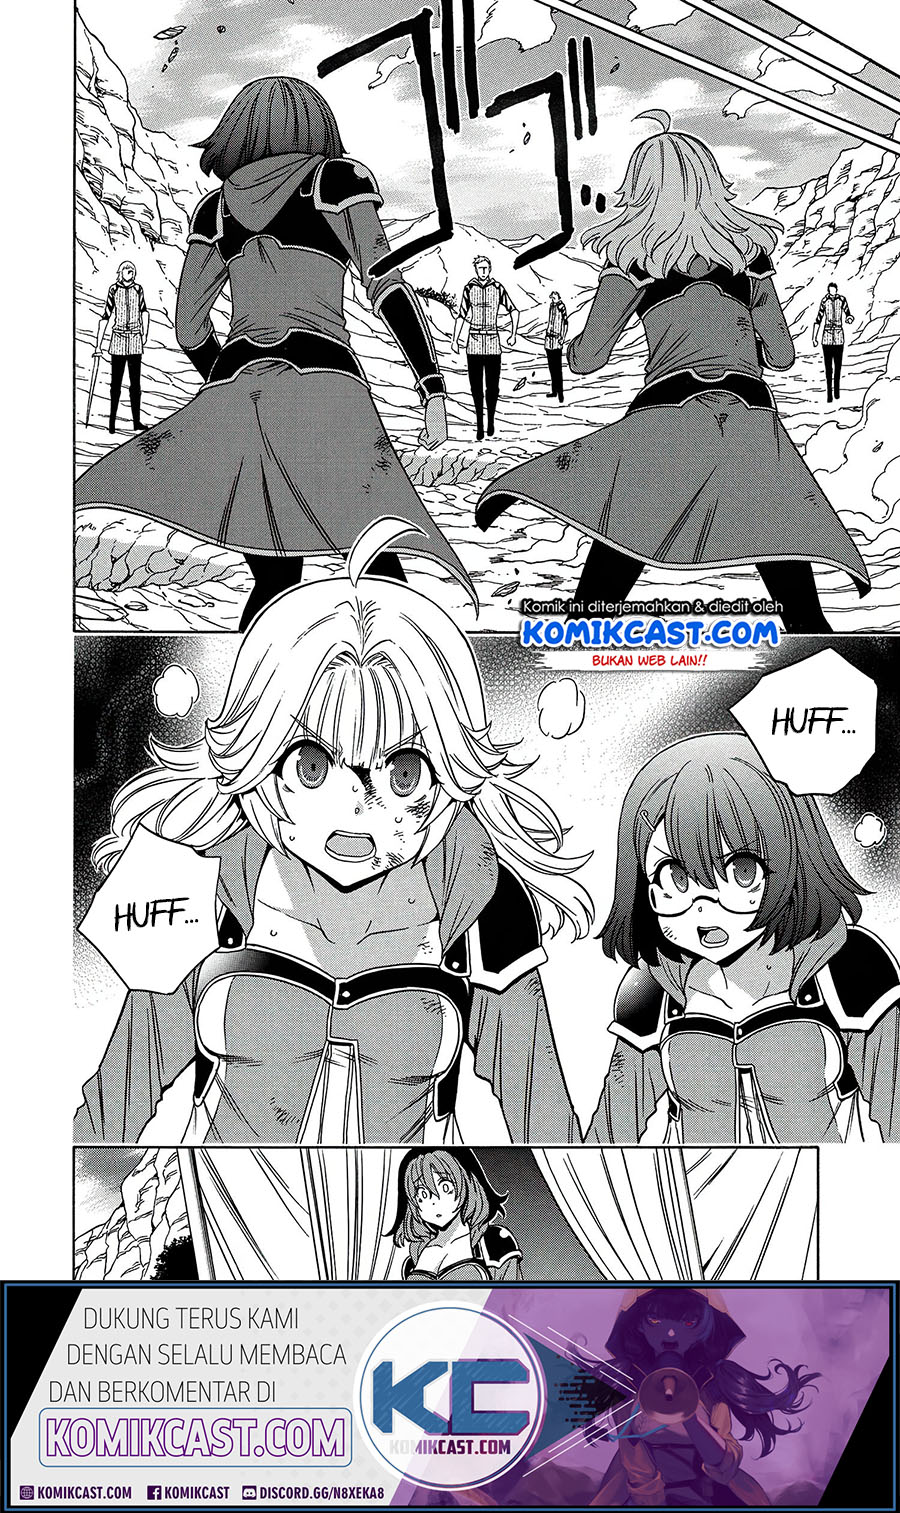 ゴゴ...
Komik ini diterjemahkan & diedit oleh
KOMIKCAST.COM
BUKAN WEB LAIN!!
HUFF...
HUFF...
DUKUNG TERUS KAMI
DENGAN SELALU MEMBACA
DAN BERKOMENTAR DI
KOMIKCAST.COM
KC
KOMIKCAST.COM
KOMIKCAST.COM KOMIKCAST DISCORD.GG/N8XEKA8